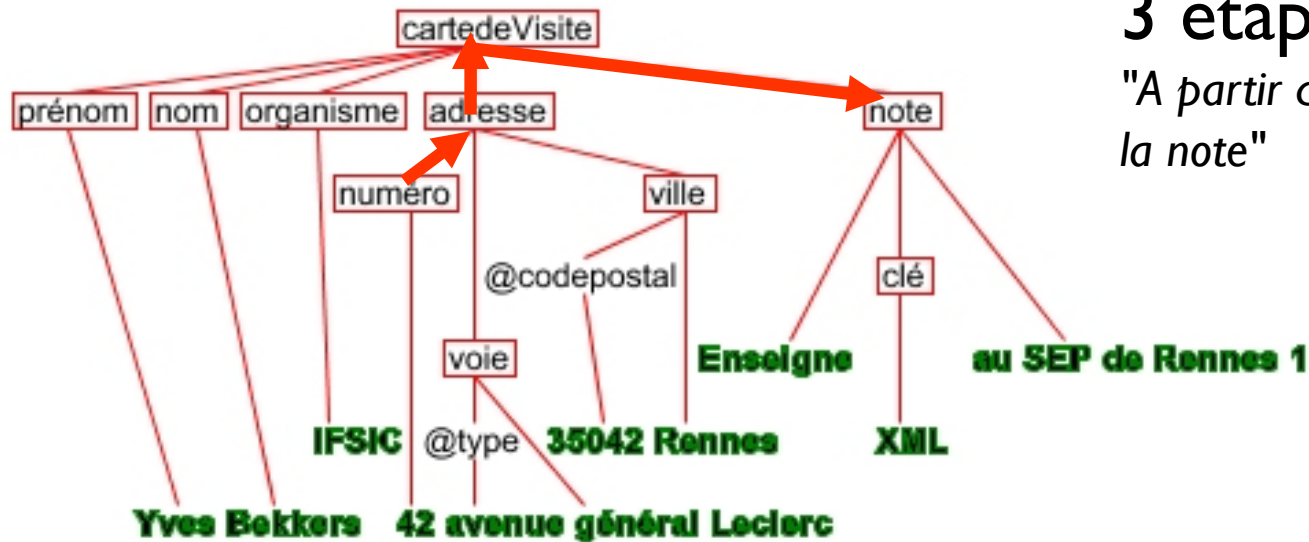 3 etap
"A partir
la note"
cartedeVisite
prénom nom organisme adresse note
numéro ville
@codepostal clé
voie Enseigne au SEP de Rennes 1
IFSIC @type 35042 Rennes XML
Yves Bekkers 42 avenue général Leclerc